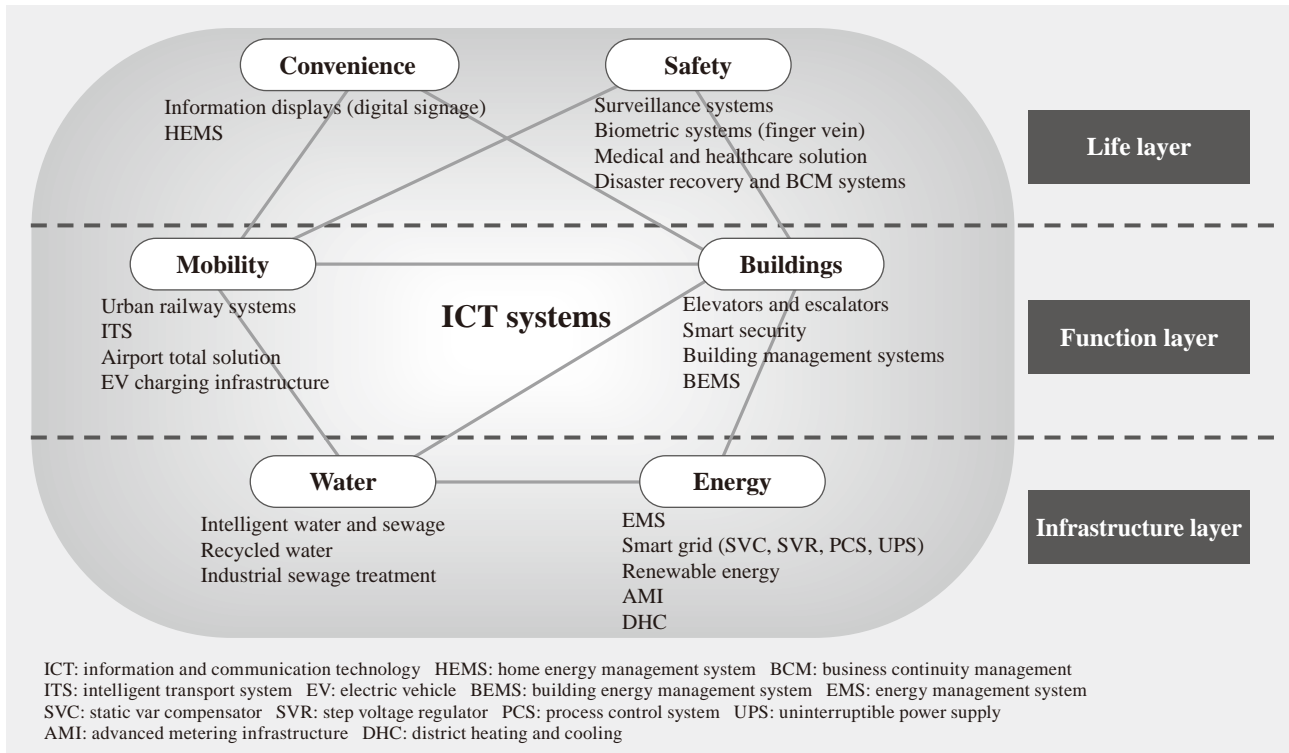 Convenience
Information displays (digital signage)
HEMS
Safety
Surveillance systems
Biometric systems (finger vein)
Medical and healthcare solution
Disaster recovery and BCM systems
Life layer
Mobility
Urban railway systems
ITS
Airport total solution
EV charging infrastructure
ICT systems
Buildings
Elevators and escalators
Smart security
Building management systems
BEMS
Function layer
Water
Intelligent water and sewage
Recycled water
Industrial sewage treatment
Energy
EMS
Smart grid (SVC, SVR, PCS, UPS)
Renewable energy
AMI
DHC
Infrastructure layer
ICT: information and communication technology HEMS: home energy management system BCM: business continuity management
ITS: intelligent transport system EV: electric vehicle BEMS: building energy management system EMS: energy management system
SVC: static var compensator SVR: step voltage regulator PCS: process control system UPS: uninterruptible power supply
AMI: advanced metering infrastructure DHC: district heating and cooling